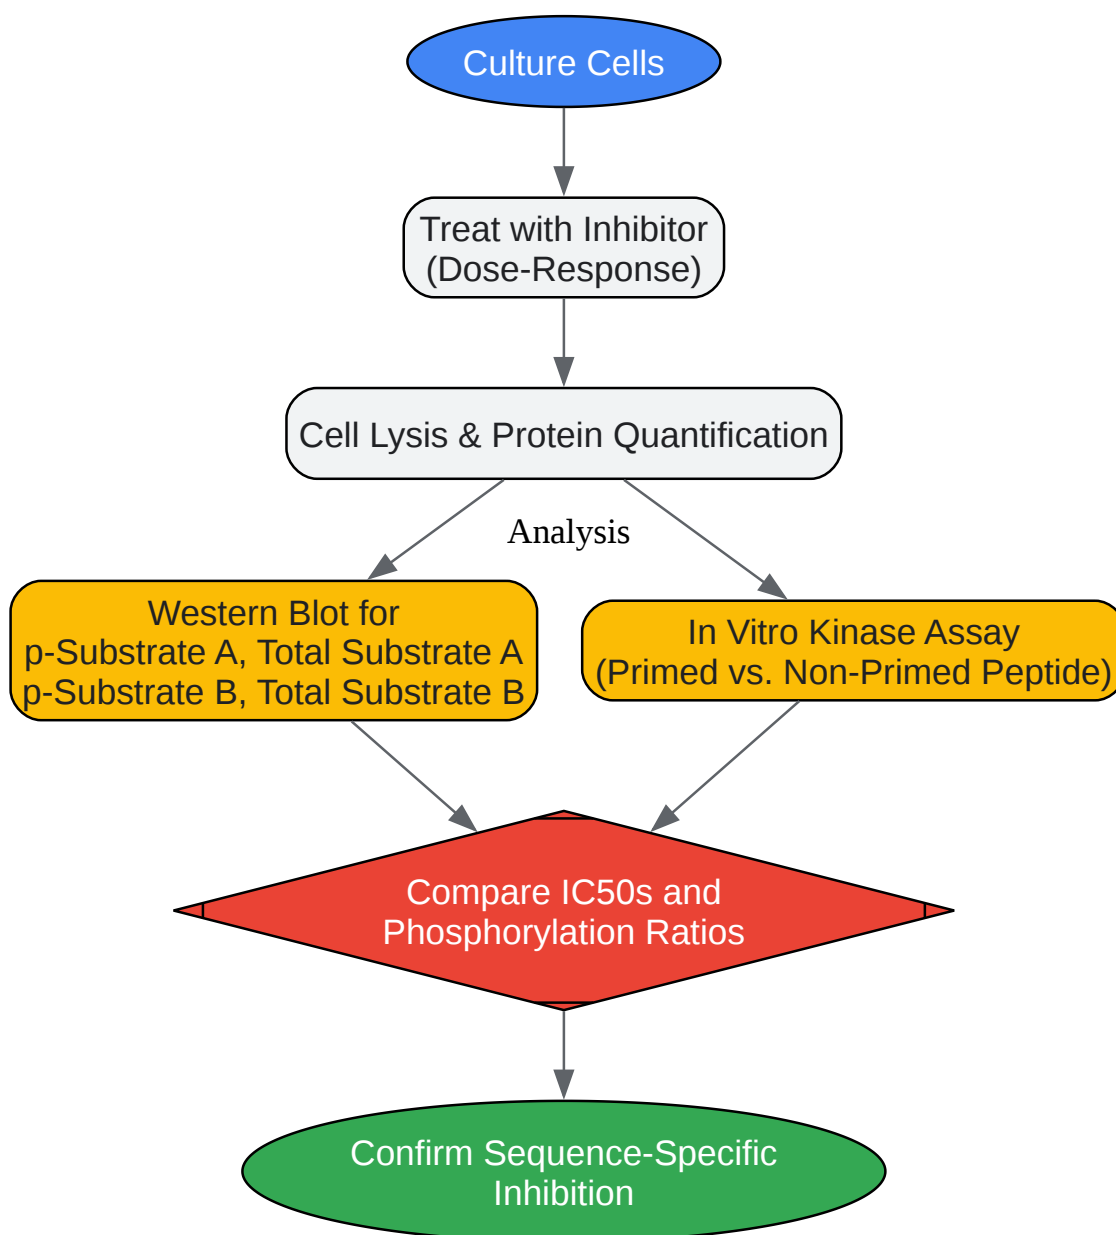 Culture Cells
Treat with Inhibitor
(Dose-Response)
Cell Lysis & Protein Quantification
Analysis
Western Blot for
p-Substrate A, Total Substrate A
p-Substrate B, Total Substrate B
In Vitro Kinase Assay
(Primed vs. Non-Primed Peptide)
Compare IC50s and
Phosphorylation Ratios
Confirm Sequence-Specific
Inhibition